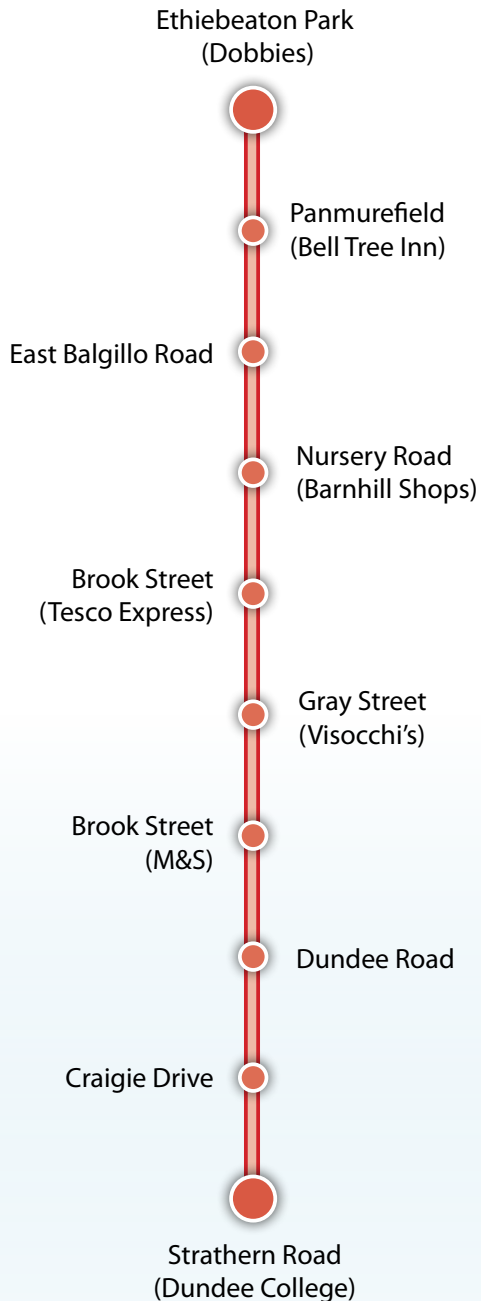 Ethiebeaton Park
(Dobbies)
Panmurefield
(Bell Tree Inn)
East Balgillo Road
Nursery Road
(Barnhill Shops)
Brook Street
(Tesco Express)
Gray Street
(Visocchi's)
Brook Street
(M&S)
Dundee Road
Craigie Drive
Strathern Road
(Dundee College)